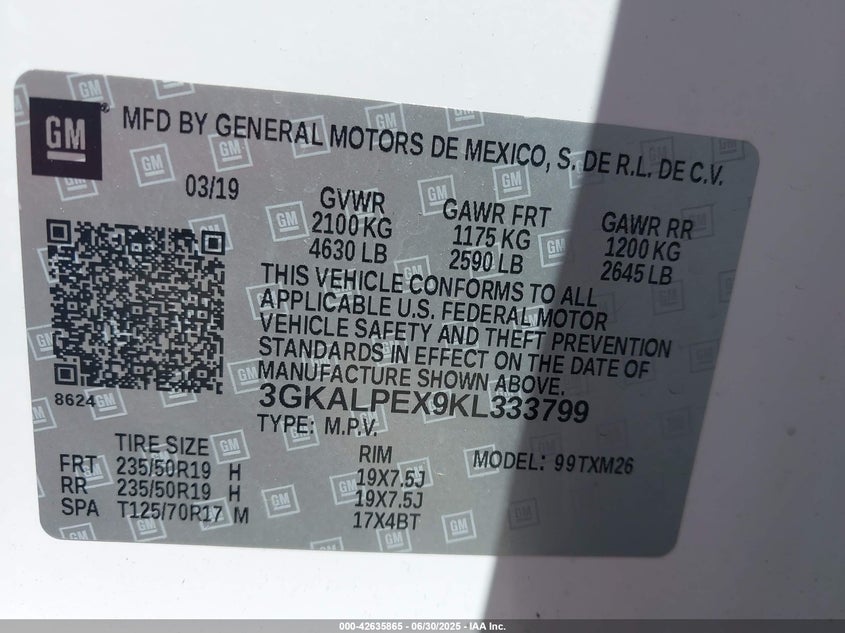 GM
MFD BY GENERAL MOTORS DE MEXICO, S. DE R.L. DE C.V.
03/19
GVWR
2100 KG
4630 LB
GAWR FRT
1175 KG
2590 LB
GAWR RR
1200 KG
2645 LB
THIS VEHICLE CONFORMS TO ALL
APPLICABLE U.S. FEDERAL MOTOR
VEHICLE SAFETY AND THEFT PREVENTION
STANDARDS IN EFFECT ON THE DATE OF
MANUFACTURE SHOWN ABOVE.
3GKALPEX9KL333799
8624
TYPE: M.P.V.
TIRE SIZE
RIM
MODEL: 99TXM26
FRT 235/50R19 H 19X7.5J
RR 235/50R19 H 19X7.5J
SPA T125/70R17 M 17X4BT
000-42635865 - 06/30/2025 - IAA Inc.